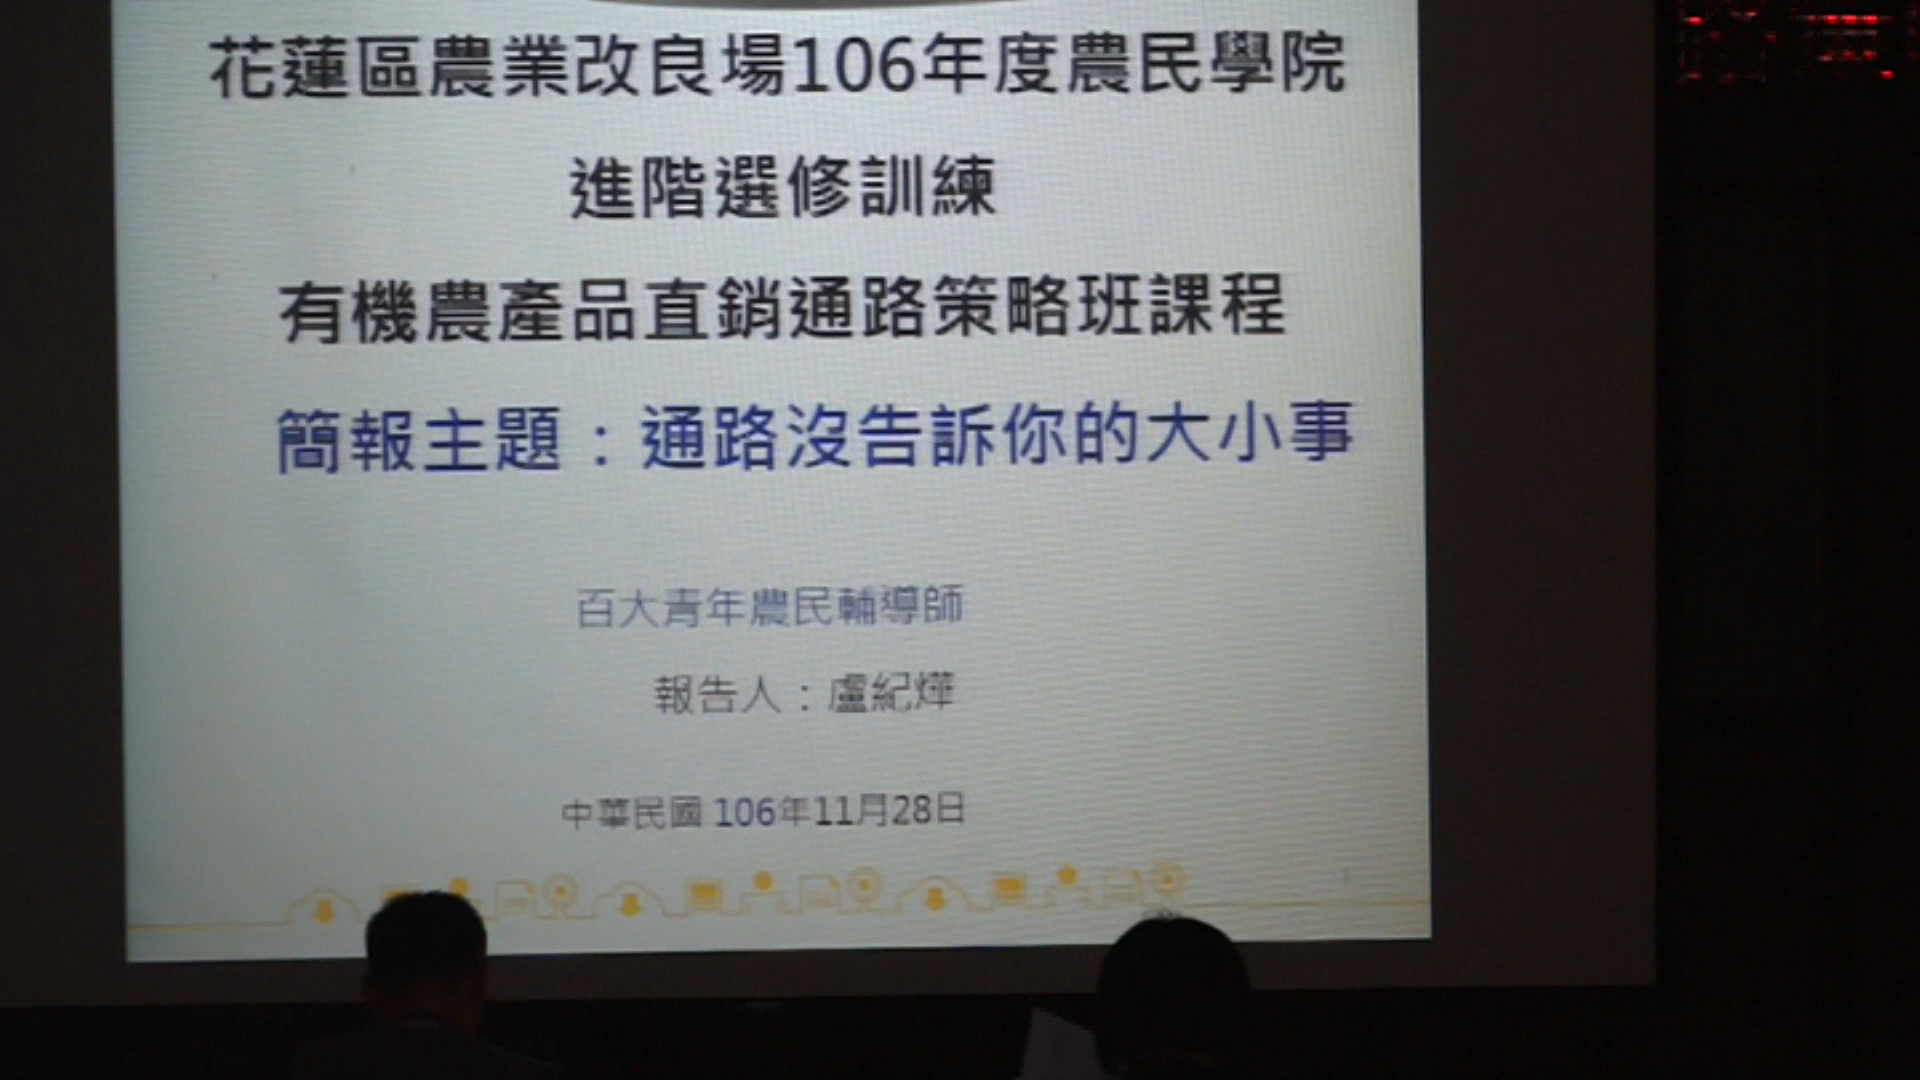 花蓮區農業改良場106年度農民學院
進階選修訓練
有機農產品直銷通路策略班課程
簡報主題：通路沒告訴你的大小事
百大青年農民輔導師
報告人：盧紀燁
中華民國 106年11月28日